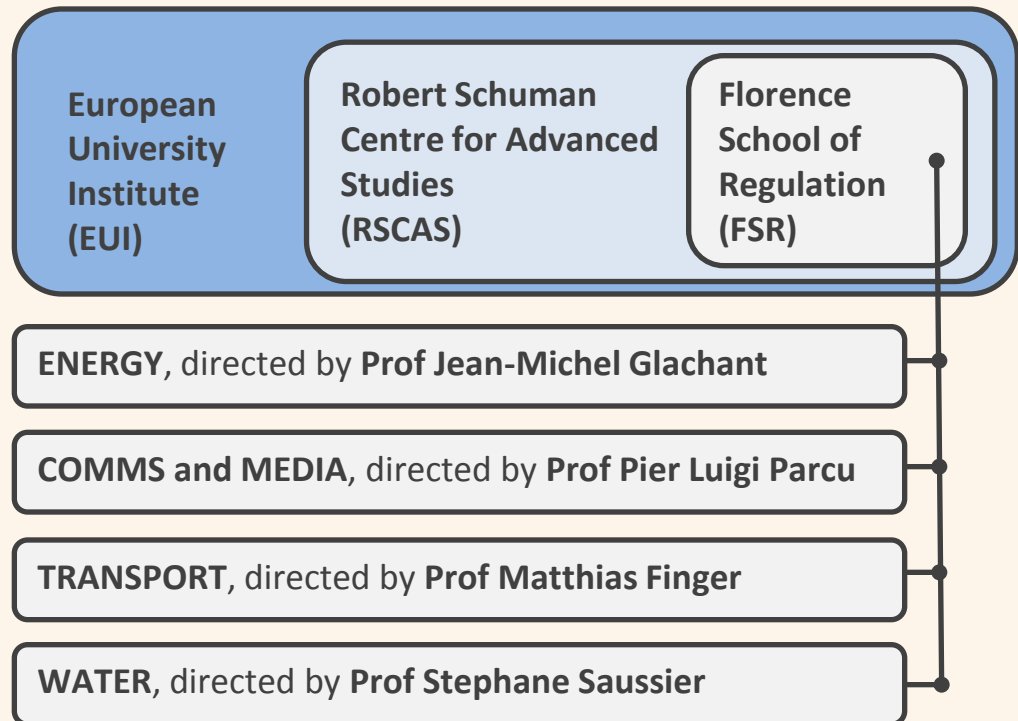 European
University
Institute
(EUI)
Robert Schuman
Centre for Advanced
Studies
(RSCAS)
Florence
School of
Regulation
(FSR)
ENERGY, directed by Prof Jean-Michel Glachant
COMMS and MEDIA, directed by Prof Pier Luigi Parcu
TRANSPORT, directed by Prof Matthias Finger
WATER, directed by Prof Stephane Saussier